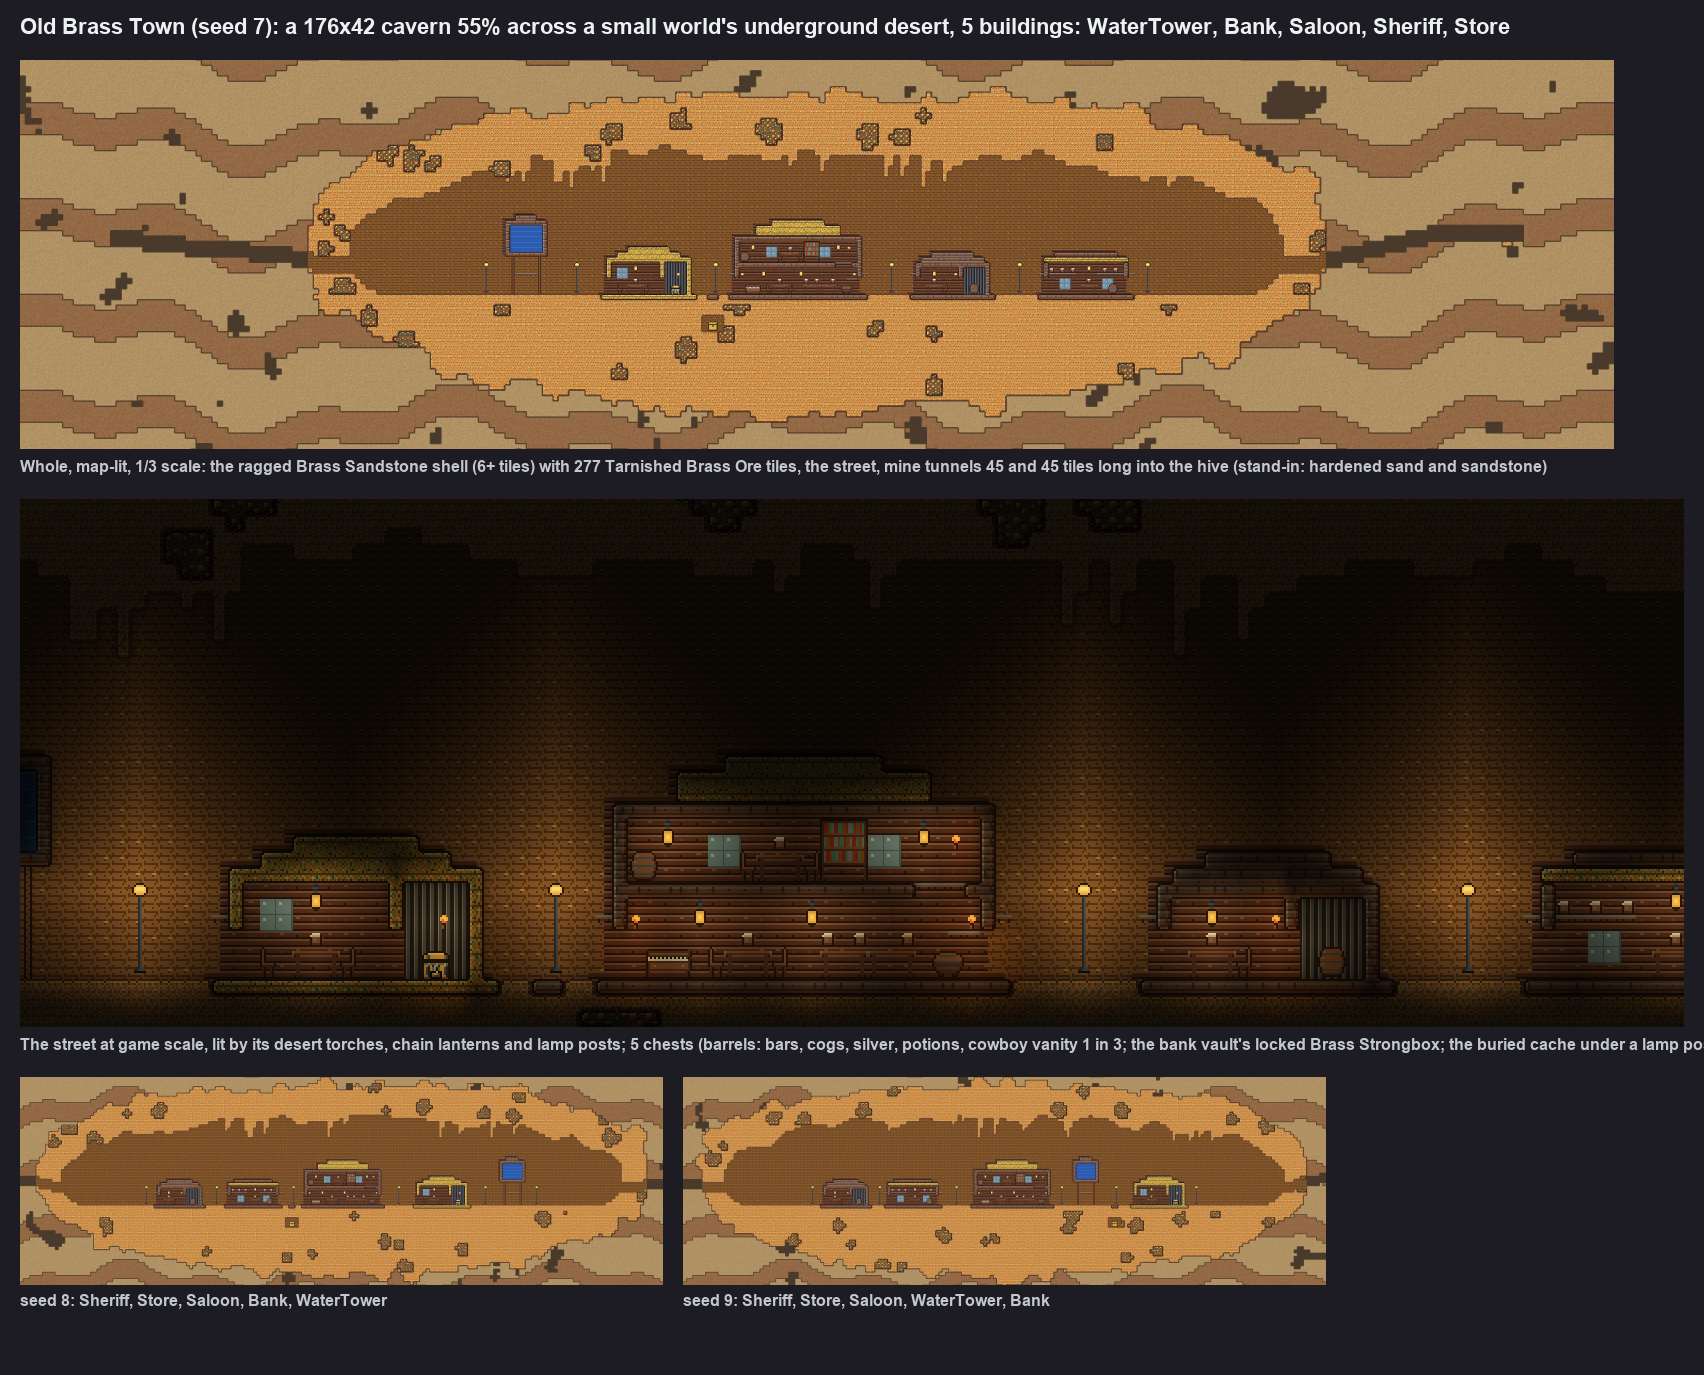 Old Brass Town (seed 7): a 176x42 cavern 55% across a small world's underground desert, 5 buildings: WaterTower, Bank, Saloon, Sheriff, Store
Whole, map-lit, 1/3 scale: the ragged Brass Sandstone shell (6+ tiles) with 277 Tarnished Brass Ore tiles, the street, mine tunnels 45 and 45 tiles long into the hive (stand-in: hardened sand and sandstone)
The street at game scale, lit by its desert torches, chain lanterns and lamp posts; 5 chests (barrels: bars, cogs, silver, potions, cowboy vanity 1 in 3; the bank vault's locked Brass Strongbox; the buried cache under a lamp po
seed 8: Sheriff, Store, Saloon, Bank, WaterTower
seed 9: Sheriff, Store, Saloon, WaterTower, Bank